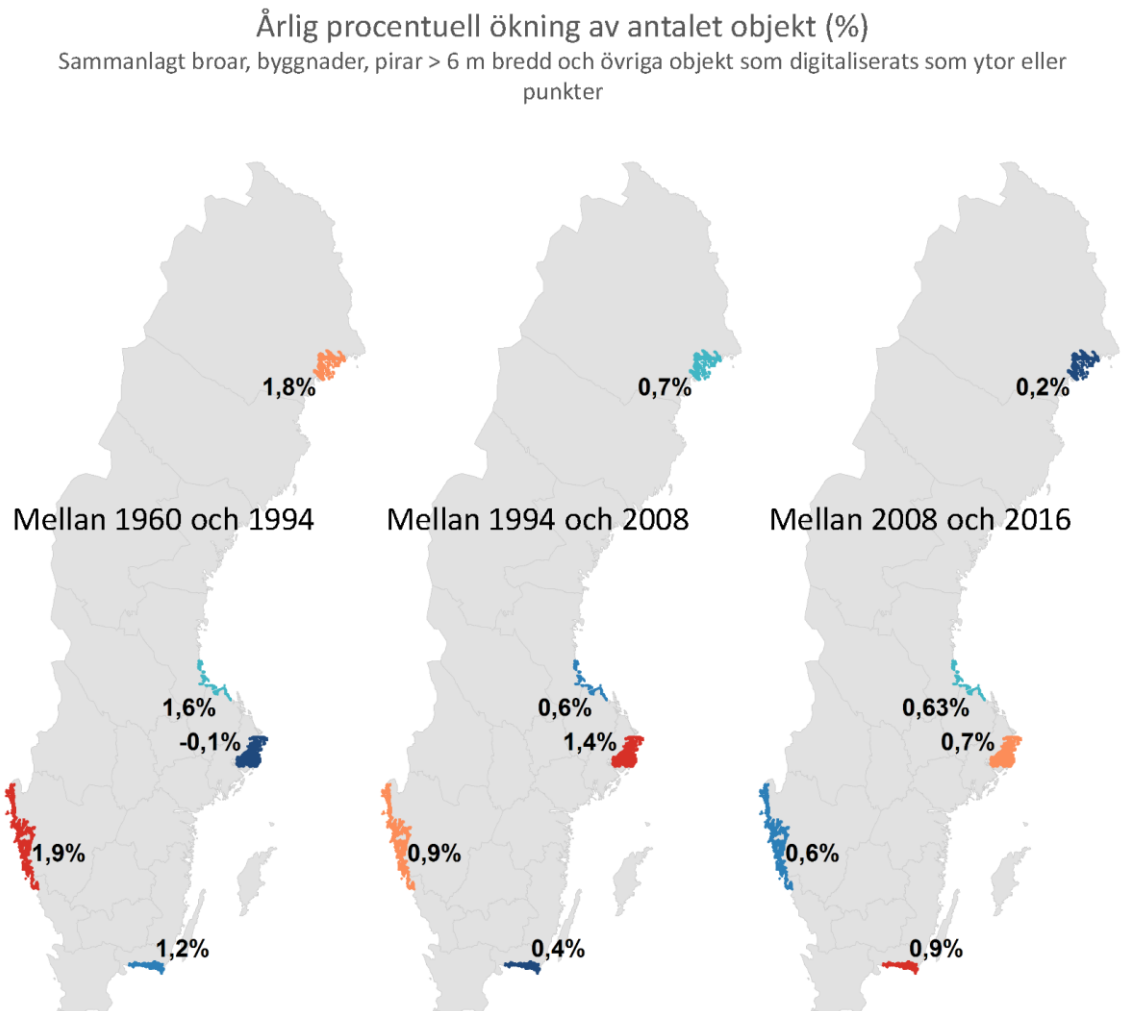 Årlig procentuell ökning av antalet objekt (%)
Sammanlagt broar, byggnader, pirar > 6 m bredd och övriga objekt som digitaliserats som ytor eller
punkter
1,8%
0,7%
0,2%
Mellan 1960 och 1994
Mellan 1994 och 2008
Mellan 2008 och 2016
1,6%
0,6%
0,63%
-0,1%
1,4%
0,7%
1,9%
0,9%
0,6%
1,2%
0,4%
0,9%